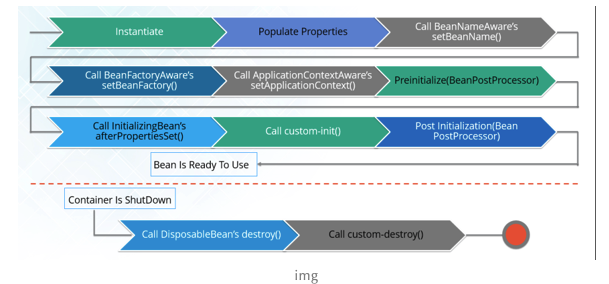 Instantiate
Populate Properties
Call BeanNameAware's
setBeanName()
Call BeanFactoryAware's
setBeanFactory()
Call ApplicationContextAware's
setApplicationContext()
Preinitialize(BeanPostProcessor)
Call InitializingBean's
afterPropertiesSet()
Call custom-init()
Post Initialization(Bean
PostProcessor)
Bean Is Ready To Use
Container Is ShutDown
Call DisposableBean's destroy()
Call custom-destroy()
img